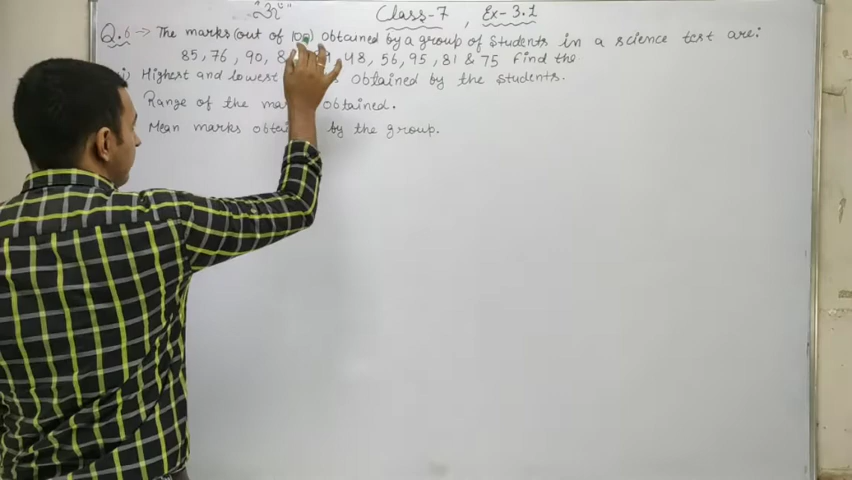 "ॐ"
Class-7 , Ex-3.1
Q.6 → The marks (out of 100) obtained by a group of students in a science test are:
85, 76, 90, 8 48, 56, 95, 81 & 75 Find the
i) Highest and lowest obtained by the students.
Range of the ma obtained.
Mean marks obta by the group.